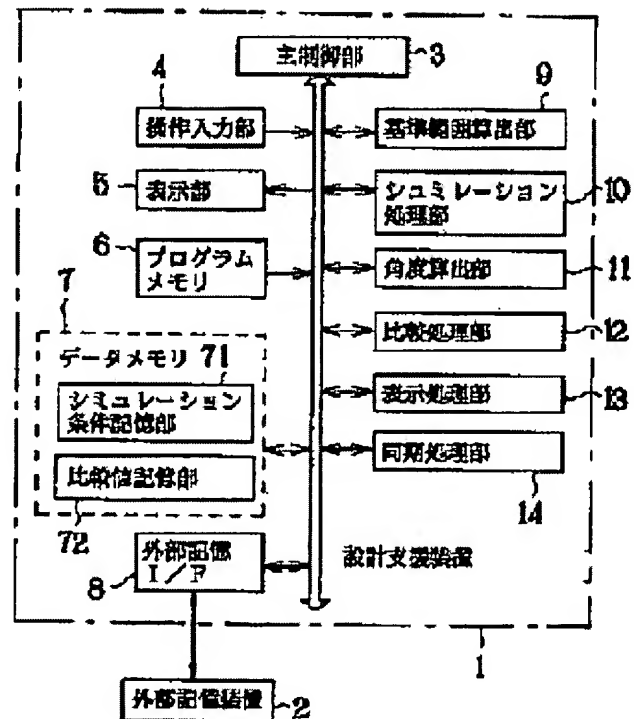 主制御部
3
4
操作入力部
9
基準範囲算出部
5
表示部
シュミレーション
処理部
10
6
プログラム
メモリ
角度算出部
11
7
比較処理部
12
データメモリ
71
シミュレーション
条件記憶部
表示処理部
13
比較値記憶部
同期処理部
72
14
外部記憶
I/F
8
設計支援装置
1
外部記憶装置
2